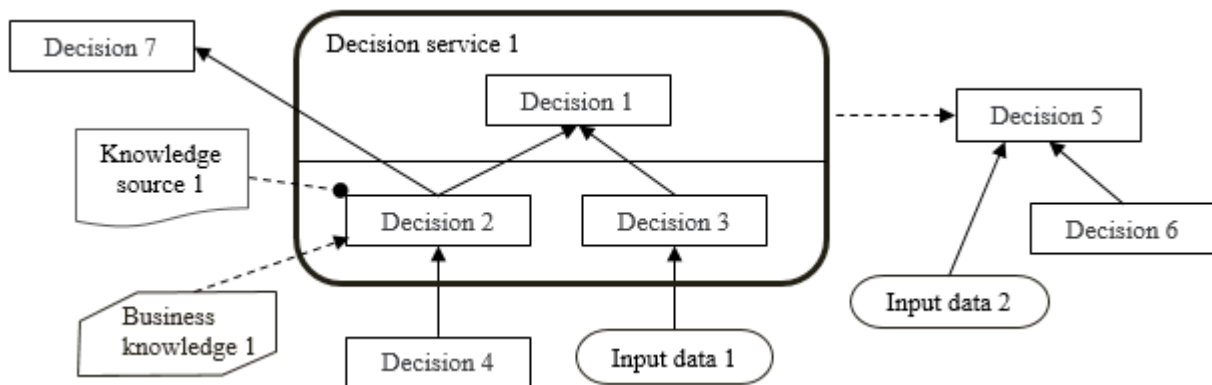 Decision 7
Decision service 1
Decision 1
Decision 5
Knowledge
source 1
Decision 2
Decision 3
Decision 6
Business
knowledge 1
Input data 2
Decision 4
Input data 1